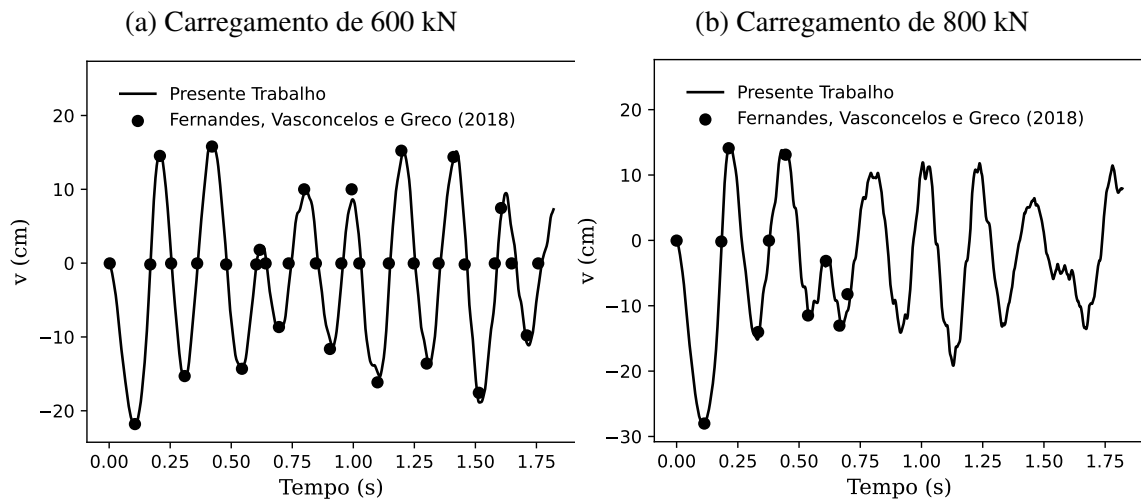 (a) Carregamento de 600 kN
Presente Trabalho
Fernandes, Vasconcelos e Greco (2018)
v (cm)
20
10
0
−10
−20
0.00 0.25 0.50 0.75 1.00 1.25 1.50 1.75
Tempo (s)
(b) Carregamento de 800 kN
Presente Trabalho
Fernandes, Vasconcelos e Greco (2018)
v (cm)
20
10
0
−10
−20
−30
0.00 0.25 0.50 0.75 1.00 1.25 1.50 1.75
Tempo (s)